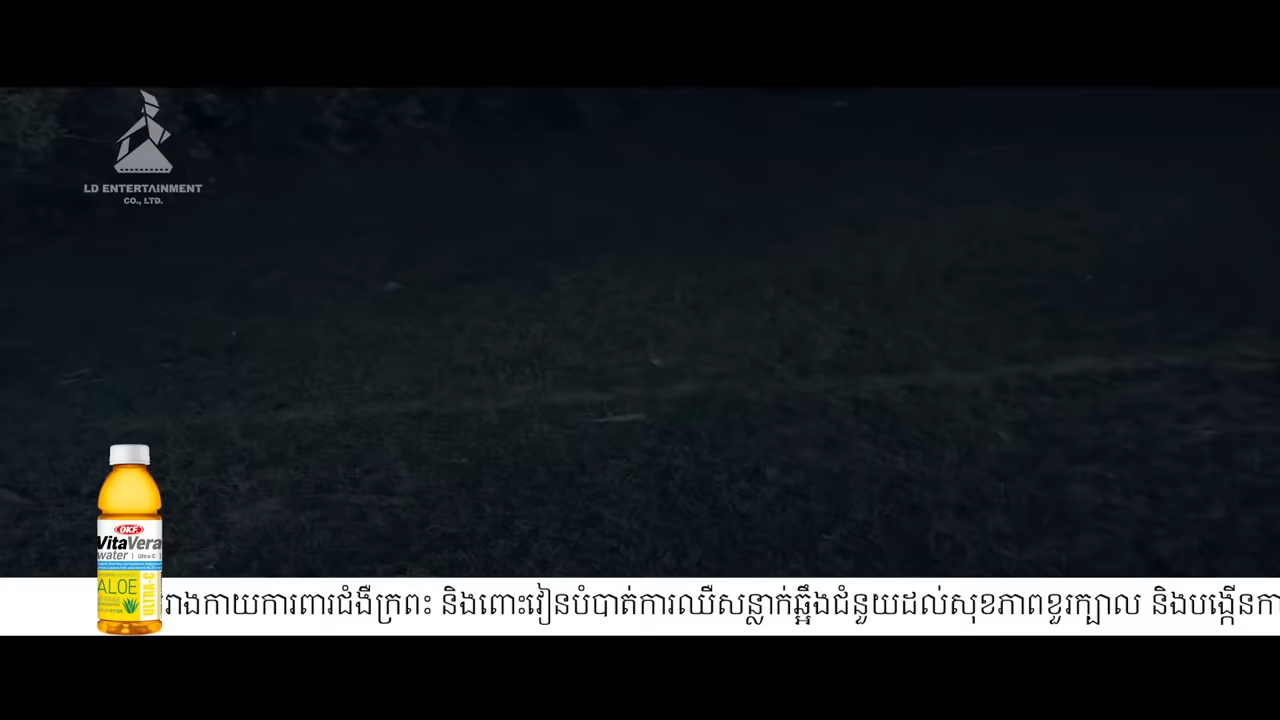 LD ENTERTAINMENT
CO., LTD.
OKF
VitaVera
water | Ultra-C
ALOE
ULTRA-C
រាងកាយការពារជំងឺក្រពះ និងពោះវៀនបំបាត់ការឈឺសន្លាក់ឆ្អឹងជំនួយដល់សុខភាពខួរក្បាល និងបង្កើនកា